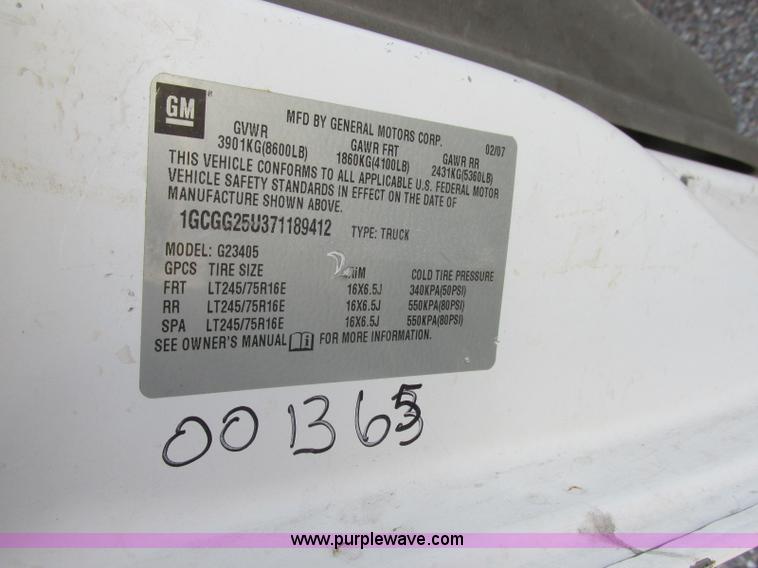 GM
MFD BY GENERAL MOTORS CORP. 02/07
GVWR GAWR FRT GAWR RR
3901KG(8600LB) 1860KG(4100LB) 2431KG(5360LB)
THIS VEHICLE CONFORMS TO ALL APPLICABLE U.S. FEDERAL MOTOR
VEHICLE SAFETY STANDARDS IN EFFECT ON THE DATE OF
MANUFACTURE SHOWN ABOVE.
1GCGG25U371189412 TYPE: TRUCK
MODEL: G23405
GPCS TIRE SIZE COLD TIRE PRESSURE
FRT LT245/75R16E 16X6.5J 340KPA(50PSI)
RR LT245/75R16E 16X6.5J 550KPA(80PSI)
SPA LT245/75R16E 16X6.5J 550KPA(80PSI)
SEE OWNER'S MANUAL FOR MORE INFORMATION.
www.purplewave.com